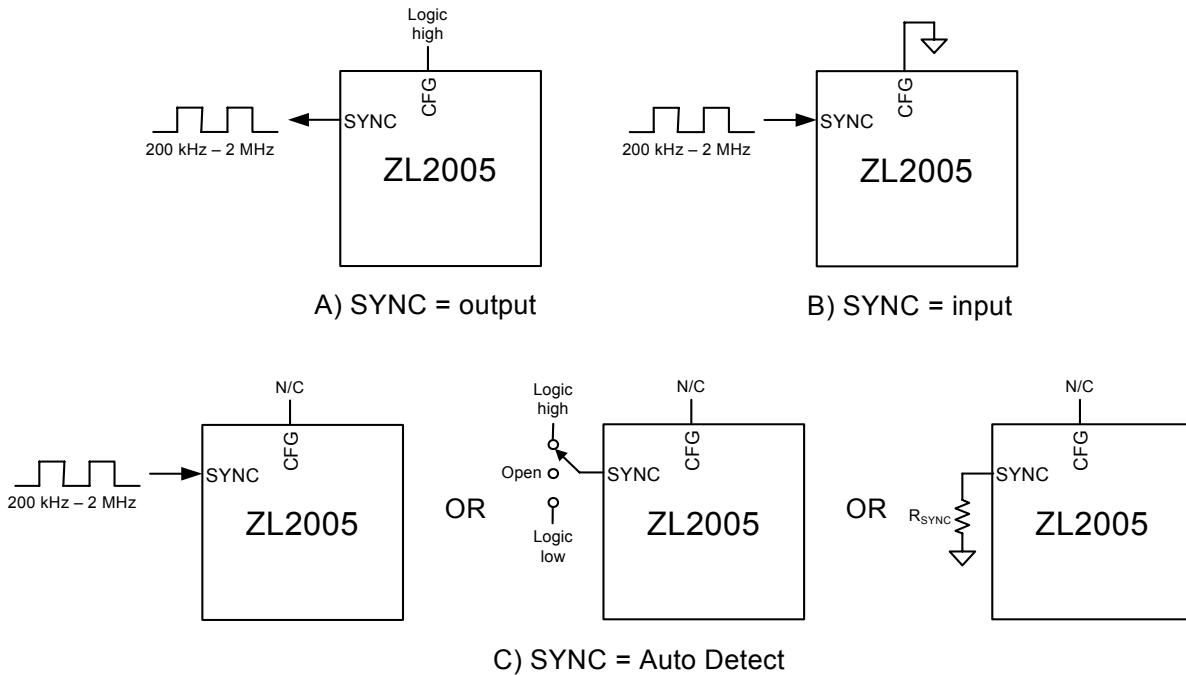 Logic
high
CFG
SYNC
200 kHz – 2 MHz
ZL2005
A) SYNC = output
CFG
SYNC
200 kHz – 2 MHz
ZL2005
B) SYNC = input
N/C
CFG
SYNC
200 kHz – 2 MHz
ZL2005
OR
Logic
high
Open
Logic
low
N/C
CFG
SYNC
ZL2005
OR
N/C
CFG
SYNC
RSYNC
ZL2005
C) SYNC = Auto Detect